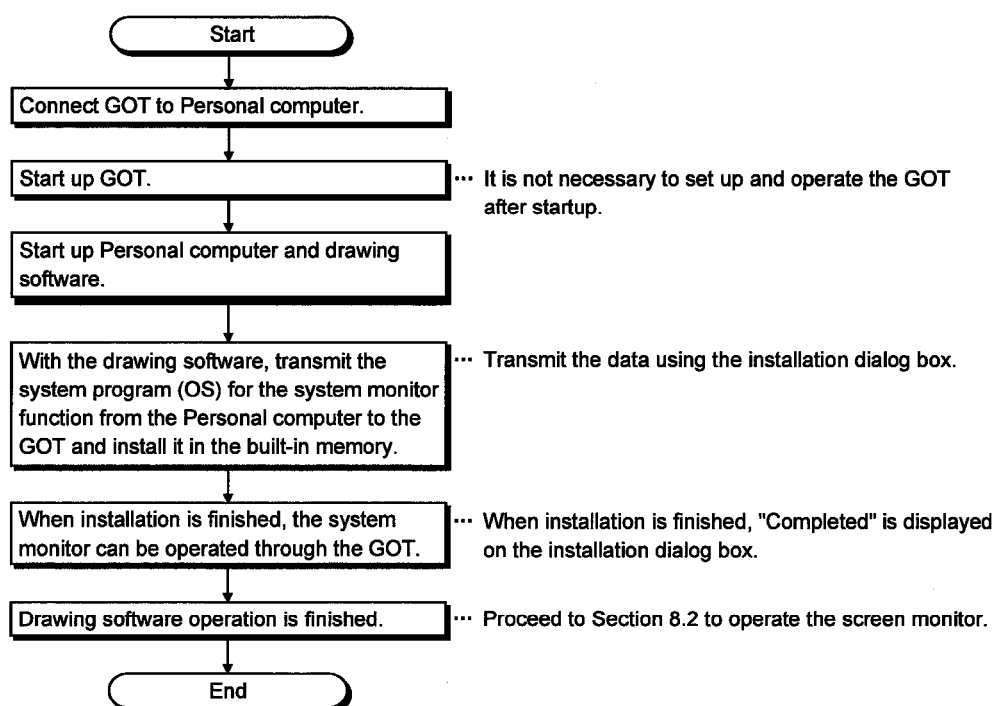 Start
Connect GOT to Personal computer.
Start up GOT.
··· It is not necessary to set up and operate the GOT
after startup.
Start up Personal computer and drawing
software.
With the drawing software, transmit the
system program (OS) for the system monitor
function from the Personal computer to the
GOT and install it in the built-in memory.
··· Transmit the data using the installation dialog box.
When installation is finished, the system
monitor can be operated through the GOT.
··· When installation is finished, "Completed" is displayed
on the installation dialog box.
Drawing software operation is finished.
··· Proceed to Section 8.2 to operate the screen monitor.
End